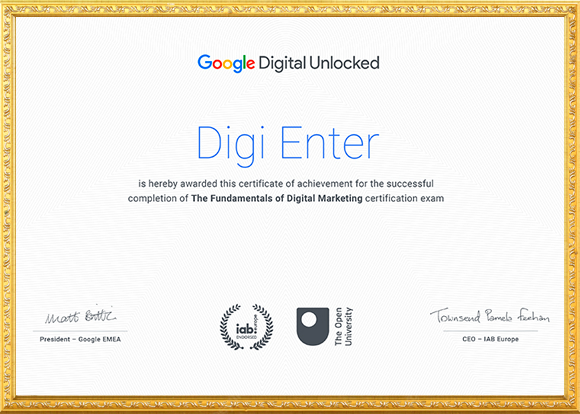 Google Digital Unlocked
Digi Enter
is hereby awarded this certificate of achievement for the successful
completion of The Fundamentals of Digital Marketing certification exam
Matt Brittin
President – Google EMEA
iab europe
ENDORSED
The Open
University
Townsend Pamela Feehan
CEO – IAB Europe